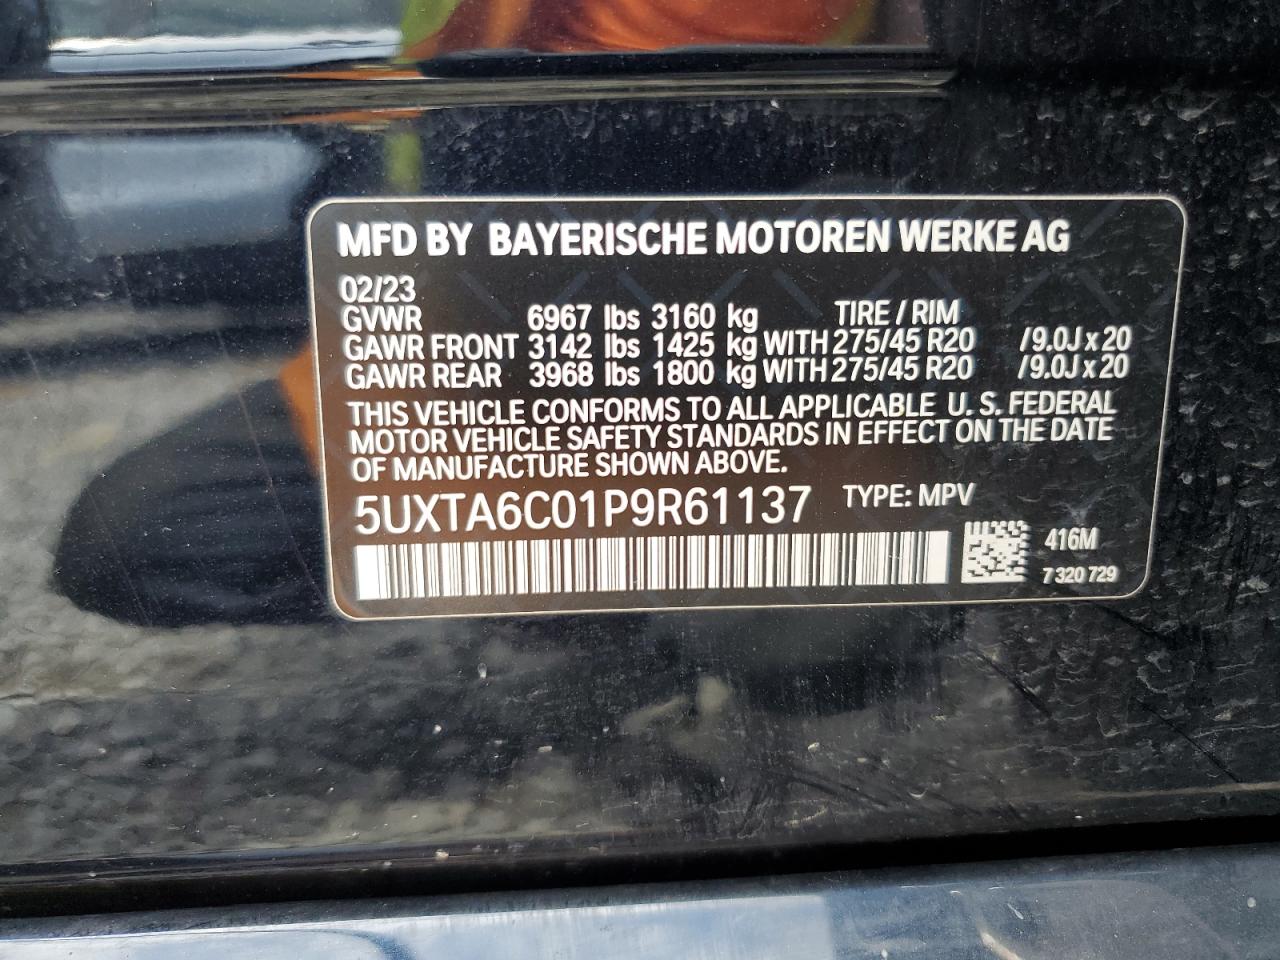 MFD BY BAYERISCHE MOTOREN WERKE AG
02/23
GVWR 6967 lbs 3160 kg TIRE / RIM
GAWR FRONT 3142 lbs 1425 kg WITH 275/45 R20 /9.0J x 20
GAWR REAR 3968 lbs 1800 kg WITH 275/45 R20 /9.0J x 20
THIS VEHICLE CONFORMS TO ALL APPLICABLE U. S. FEDERAL
MOTOR VEHICLE SAFETY STANDARDS IN EFFECT ON THE DATE
OF MANUFACTURE SHOWN ABOVE.
5UXTA6C01P9R61137 TYPE: MPV
416M
7 320 729